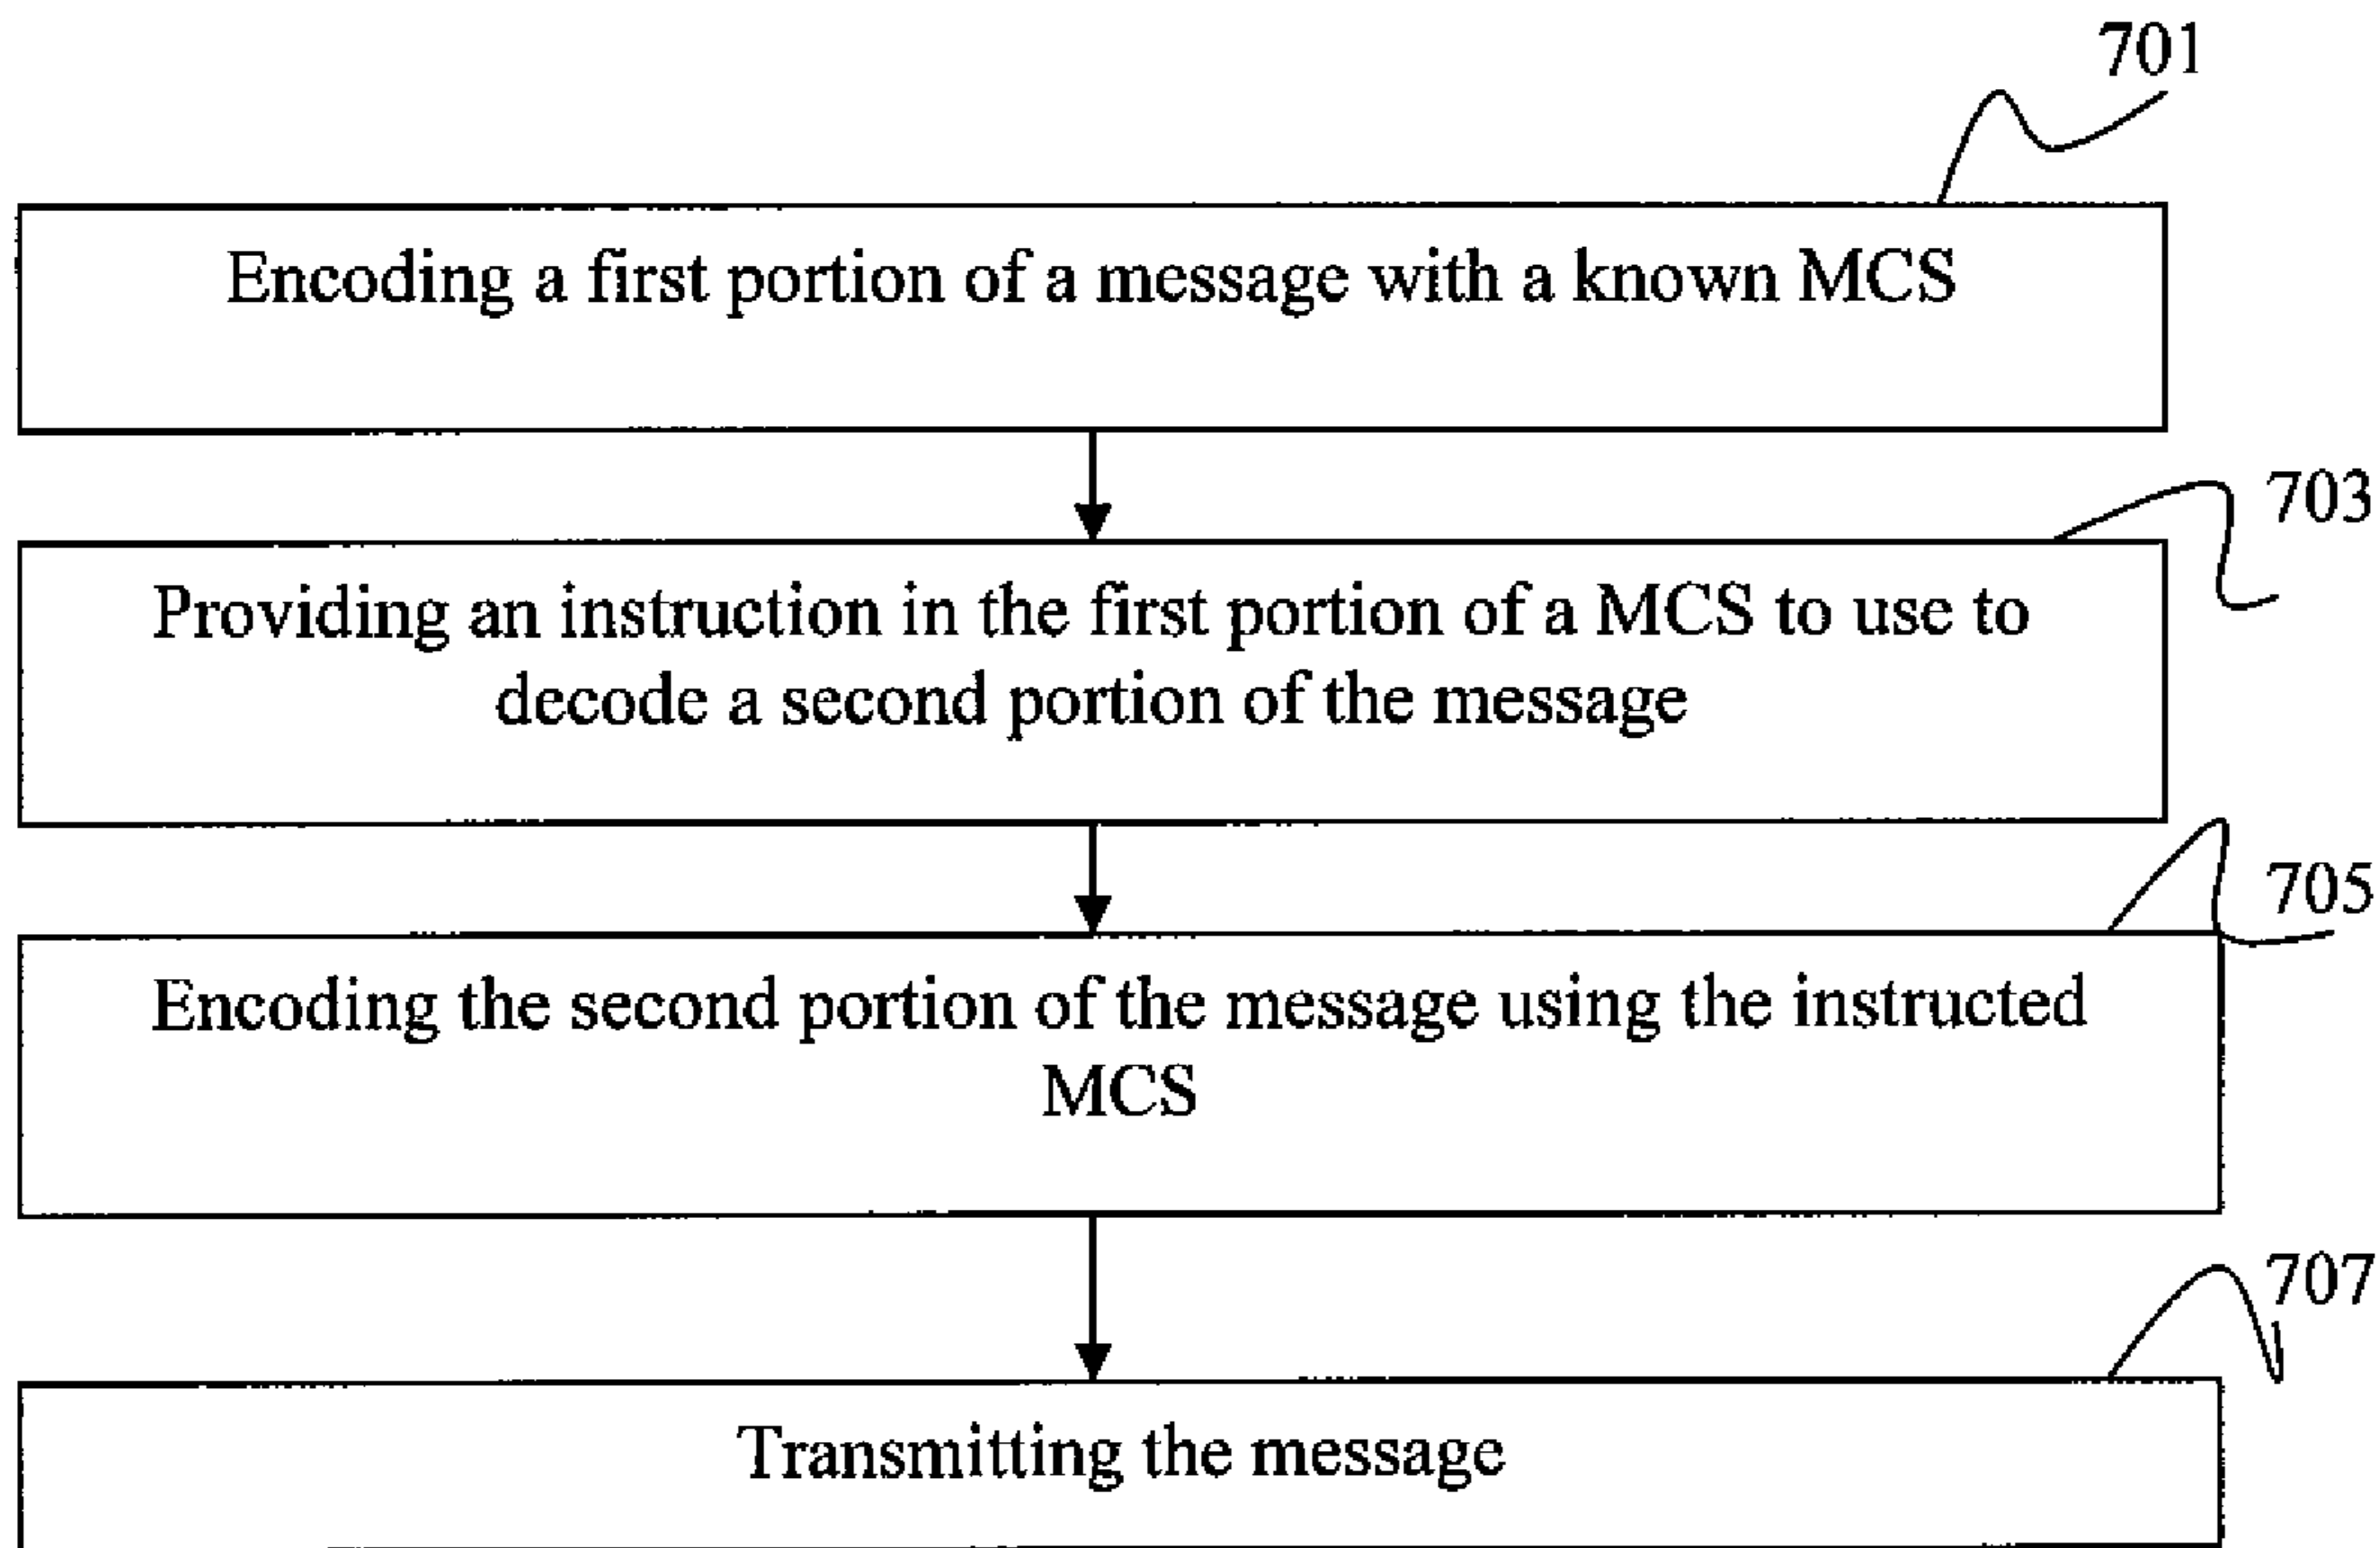 701
Encoding a first portion of a message with a known MCS
703
Providing an instruction in the first portion of a MCS to use to
decode a second portion of the message
705
Encoding the second portion of the message using the instructed
MCS
707
Transmitting the message